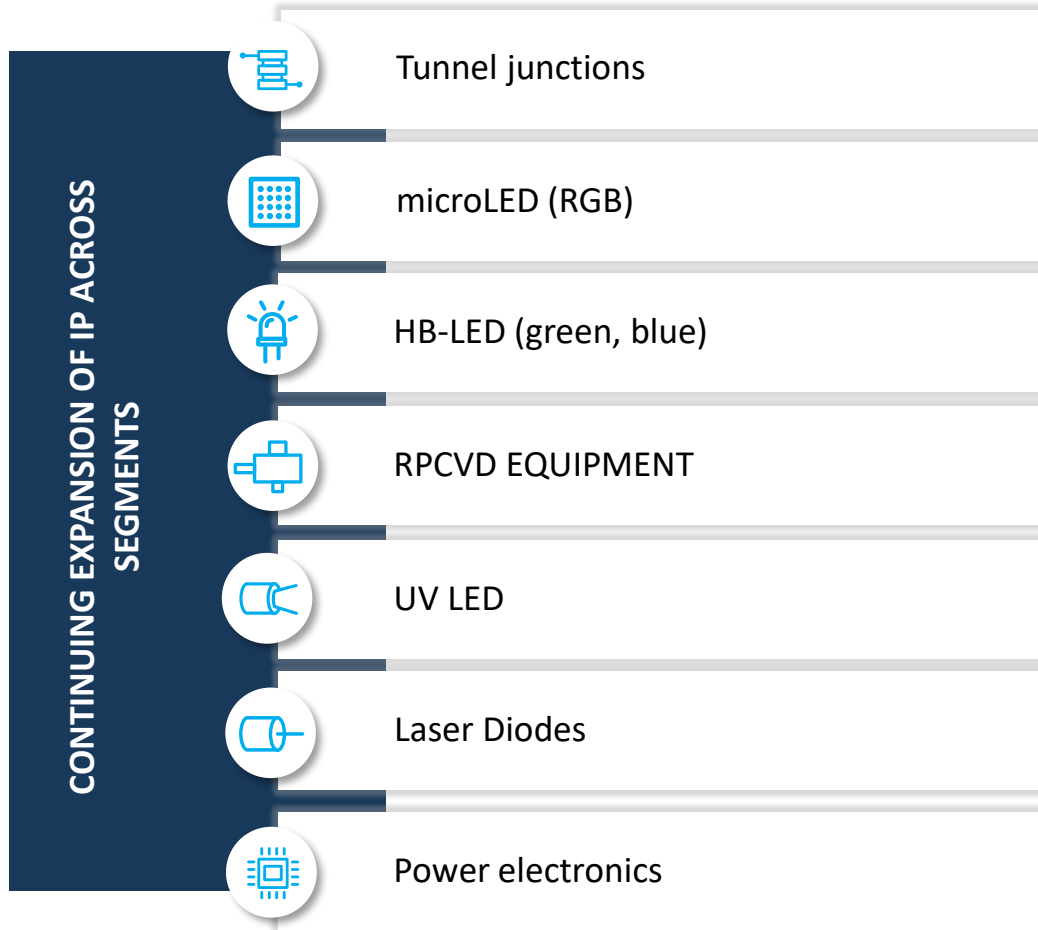 CONTINUING EXPANSION OF IP ACROSS
SEGMENTS
Tunnel junctions
microLED (RGB)
HB-LED (green, blue)
RPCVD EQUIPMENT
UV LED
Laser Diodes
Power electronics